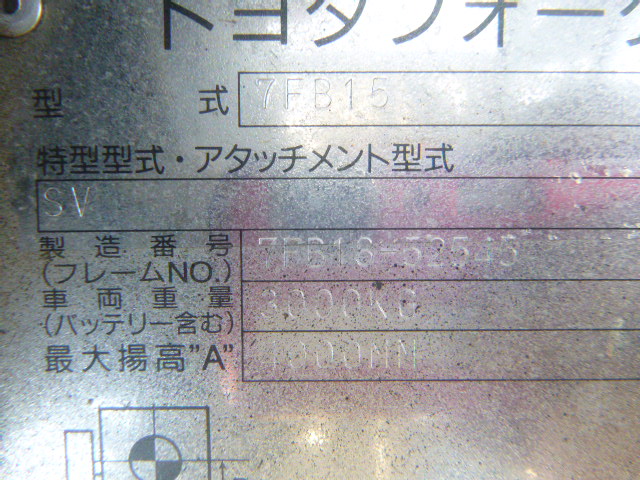 トヨタフォーク
型 式 7FB15
特型型式・アタッチメント型式
SV
製造番号
(フレームNO.) 7FB18-52545
車両重量
(バッテリー含む) 3000KG
最大揚高"A"